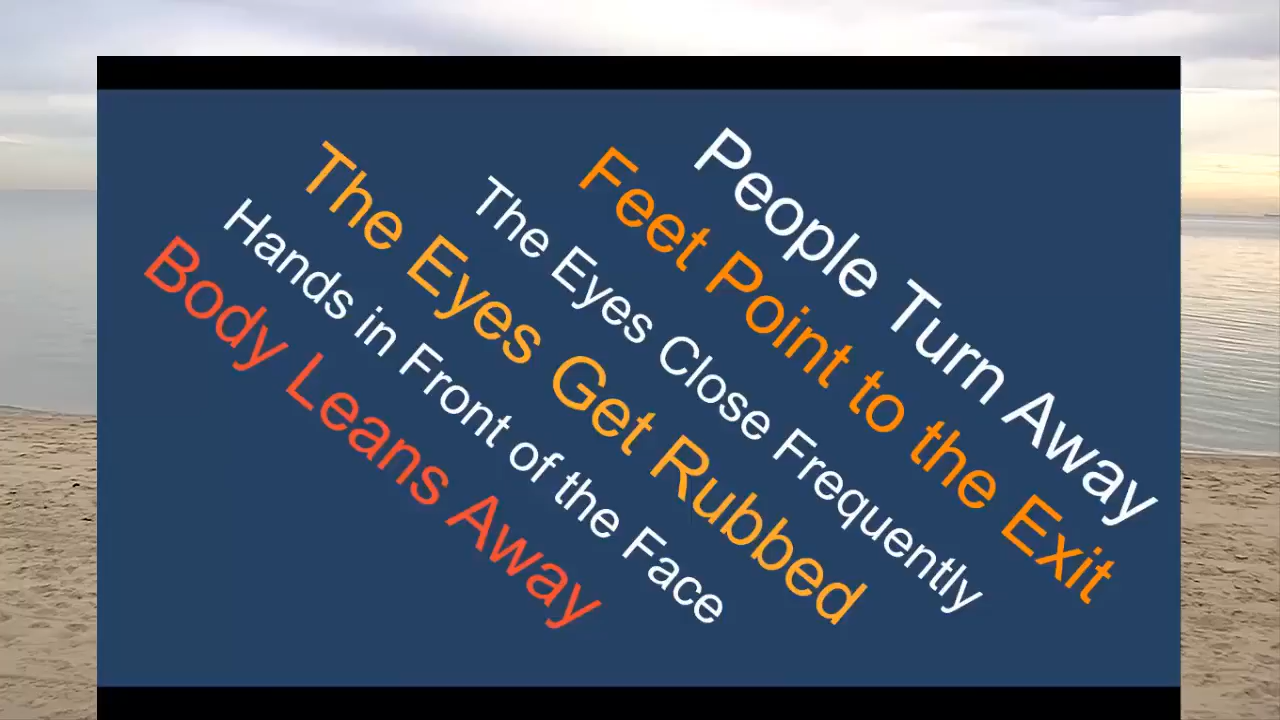 People Turn Away
Feet Point to the Exit
The Eyes Close Frequently
The Eyes Get Rubbed
Hands in Front of the Face
Body Leans Away